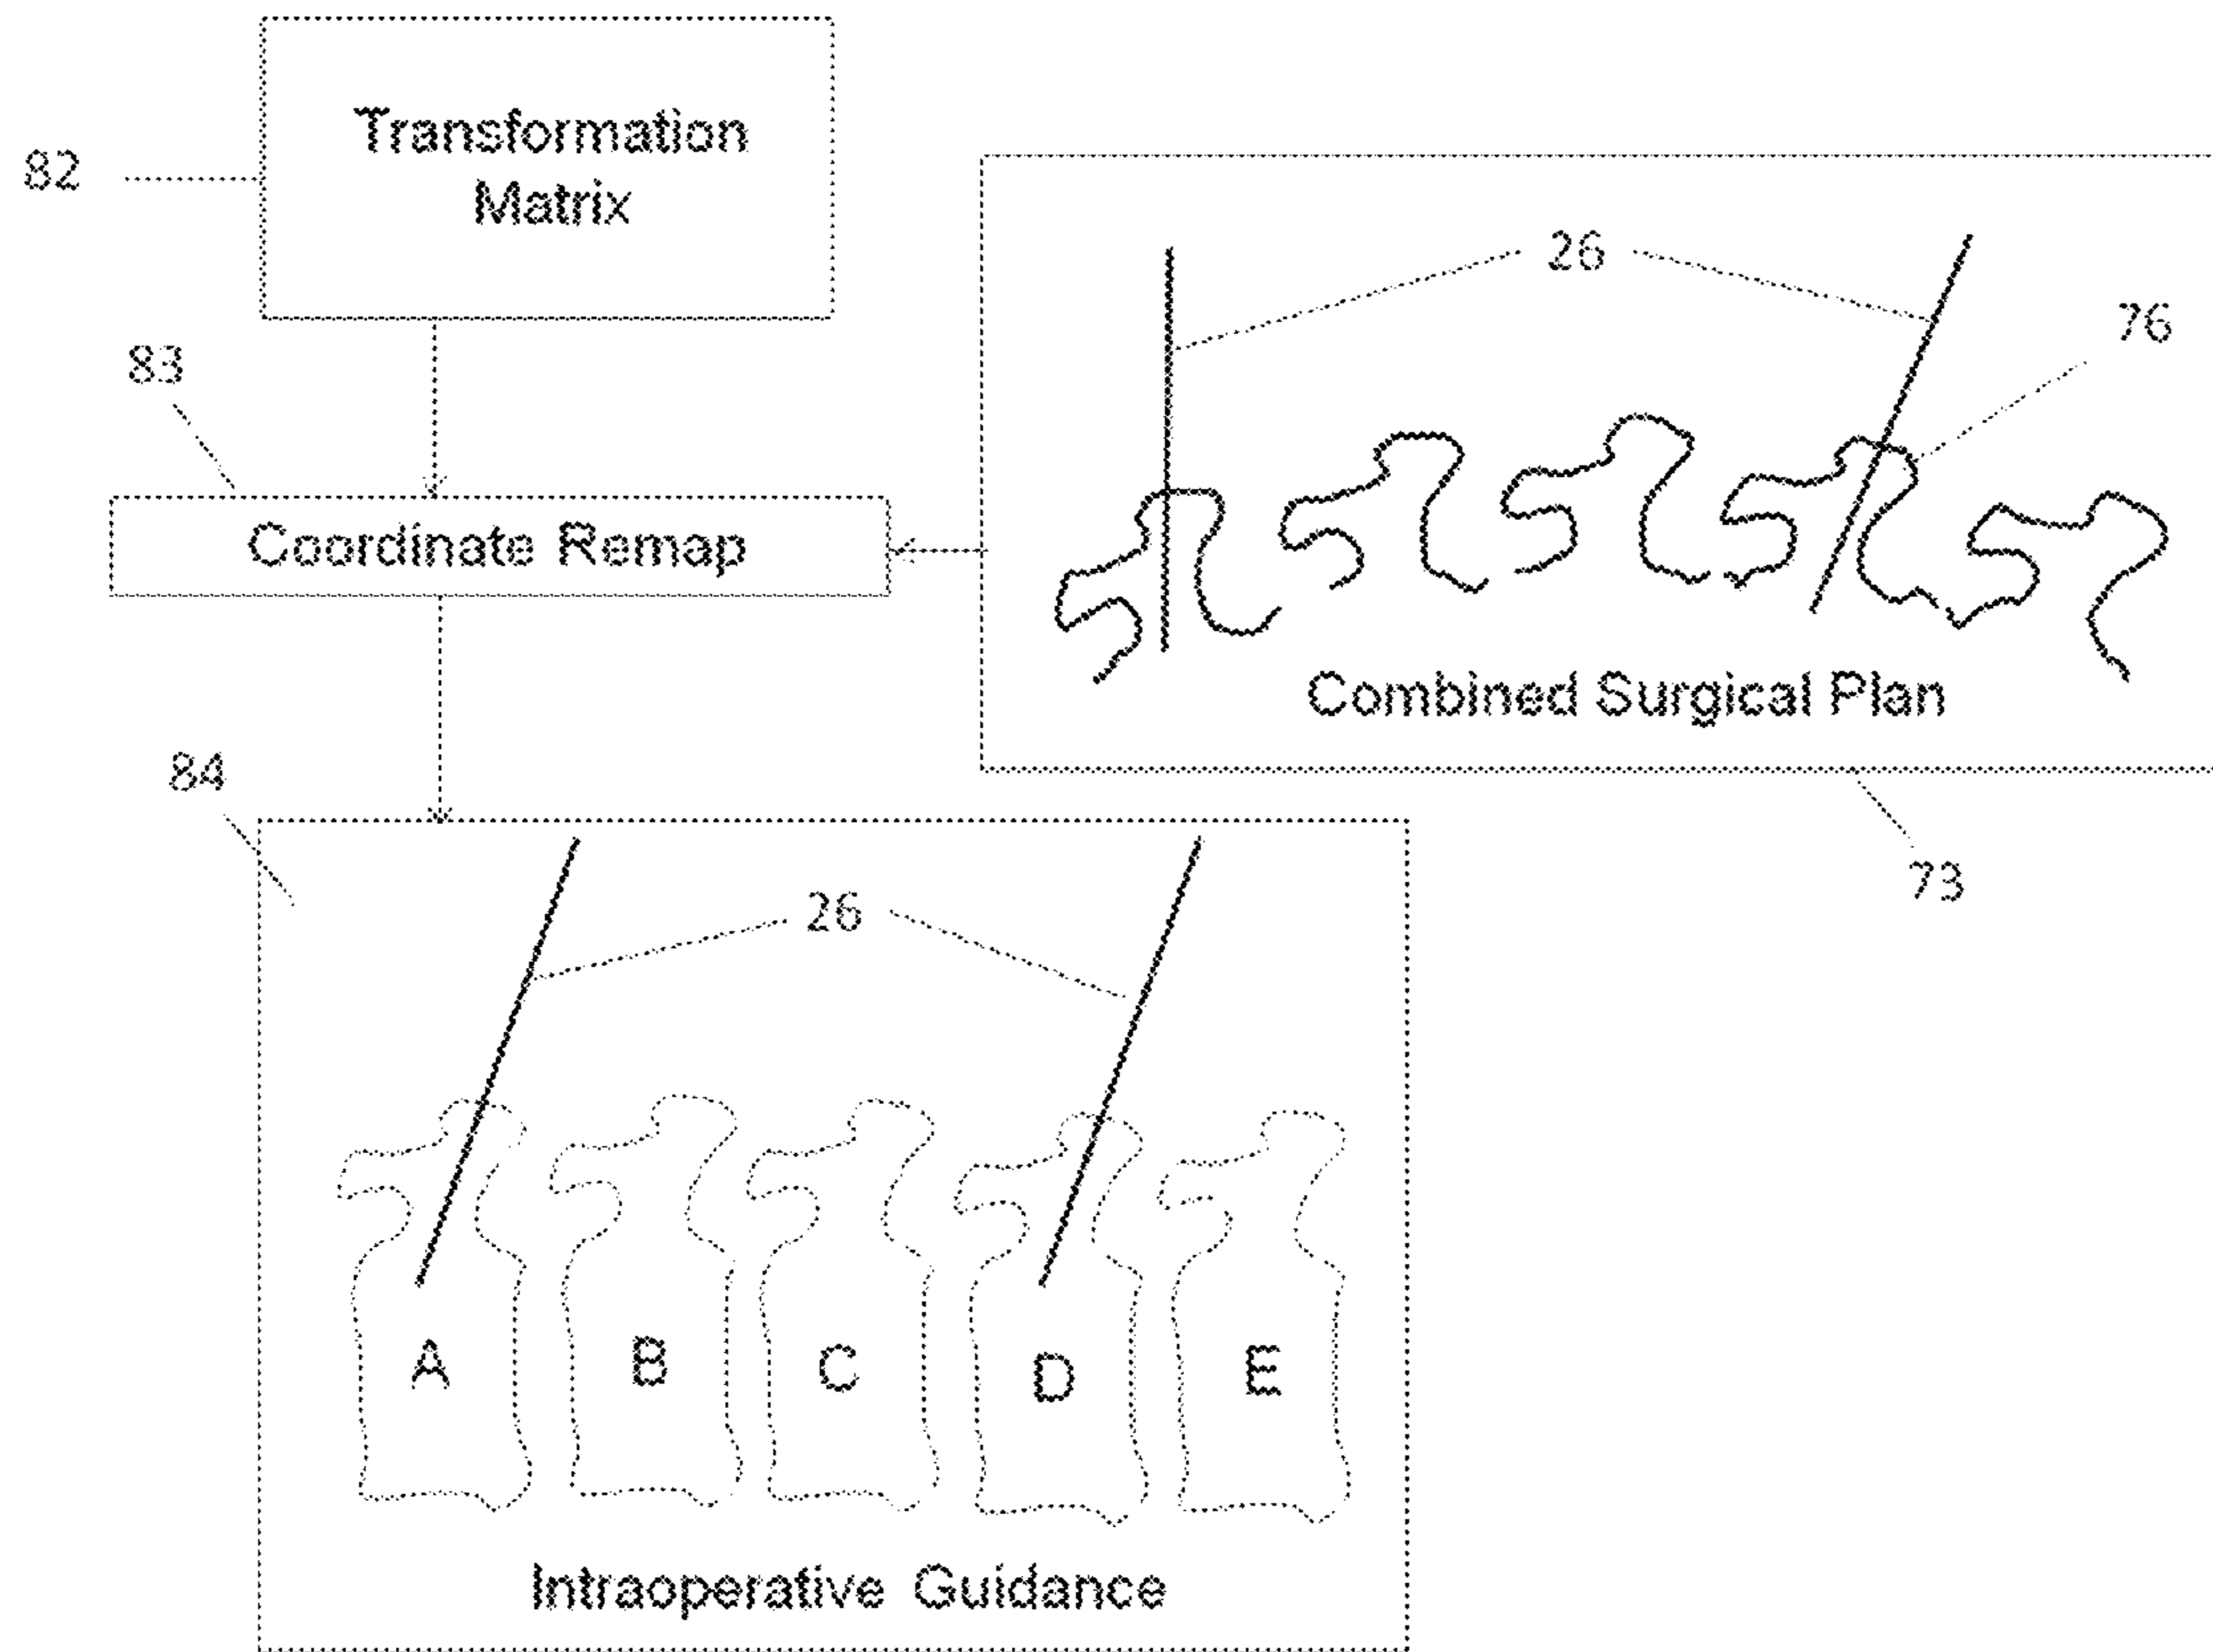 Transformation
Matrix
82
26
76
83
Coordinate Remap
Combined Surgical Plan
84
73
26
A B C D E
Intraoperative Guidance